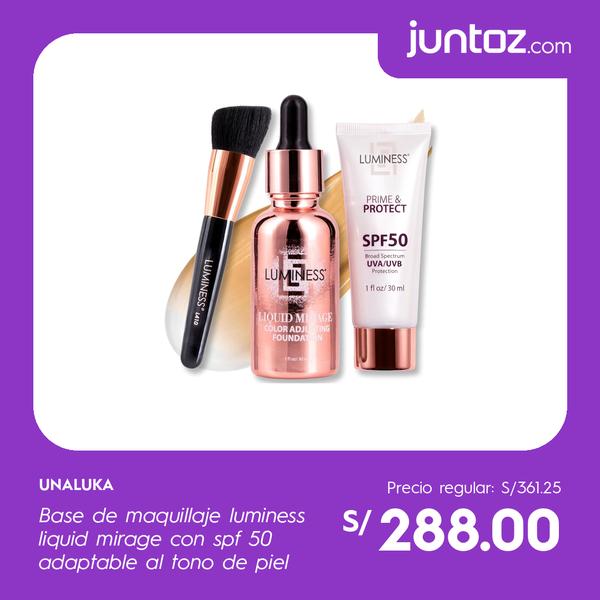 juntoz.com
LUMINESS
PRIME &
PROTECT
SPF50
Broad Spectrum
UVA/UVB
Protection
1 fl oz/ 30 ml
LUMINESS
LIQUID MIRAGE
COLOR ADJUSTING
FOUNDATION
LUMINESS
UNALUKA
Base de maquillaje luminess
liquid mirage con spf 50
adaptable al tono de piel
Precio regular: S/361.25
S/288.00